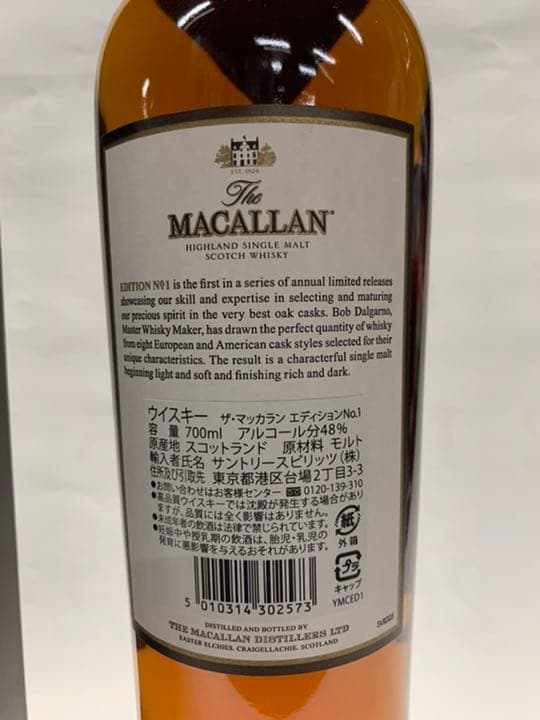 EST. 1824
The
MACALLAN®
HIGHLAND SINGLE MALT
SCOTCH WHISKY
EDITION Nº1 is the first in a series of annual limited releases
showcasing our skill and expertise in selecting and maturing
our precious spirit in the very best oak casks. Bob Dalgarno,
Master Whisky Maker, has drawn the perfect quantity of whisky
from eight European and American cask styles selected for their
unique characteristics. The result is a characterful single malt
beginning light and soft and finishing rich and dark.
ウイスキー ザ・マッカラン エディションNo.1
容 量 700ml アルコール分48%
原産地 スコットランド 原材料 モルト
輸入者氏名 サントリースピリッツ(株)
住所及び引取先 東京都港区台場2丁目3-3
●お問い合わせはお客様センター 0120-139-310
●高品質ウイスキーでは沈殿が発生する場合があり
ますが、品質には全く影響はありません。
●未成年者の飲酒は法律で禁じられています。
●妊娠中や授乳期の飲酒は、胎児・乳児の
発育に悪影響を与えるおそれがあります。
紙
外箱
プラ
キャップ
YMCED1
5 010314 302573
DISTILLED AND BOTTLED BY
THE MACALLAN DISTILLERS LTD
EASTER ELCHIES, CRAIGELLACHIE, SCOTLAND